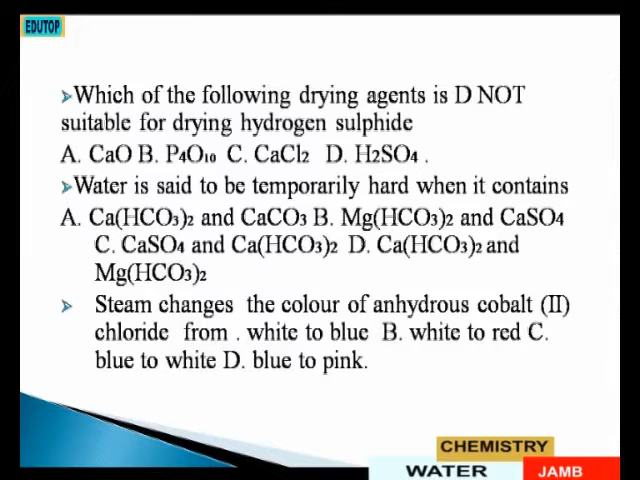 EDUTOP
➢Which of the following drying agents is D NOT
suitable for drying hydrogen sulphide
A. CaO B. P4O10 C. CaCl2 D. H2SO4 .
➢Water is said to be temporarily hard when it contains
A. Ca(HCO3)2 and CaCO3 B. Mg(HCO3)2 and CaSO4
C. CaSO4 and Ca(HCO3)2 D. Ca(HCO3)2 and
Mg(HCO3)2
➢ Steam changes the colour of anhydrous cobalt (II)
chloride from . white to blue B. white to red C.
blue to white D. blue to pink.
CHEMISTRY
WATER JAMB